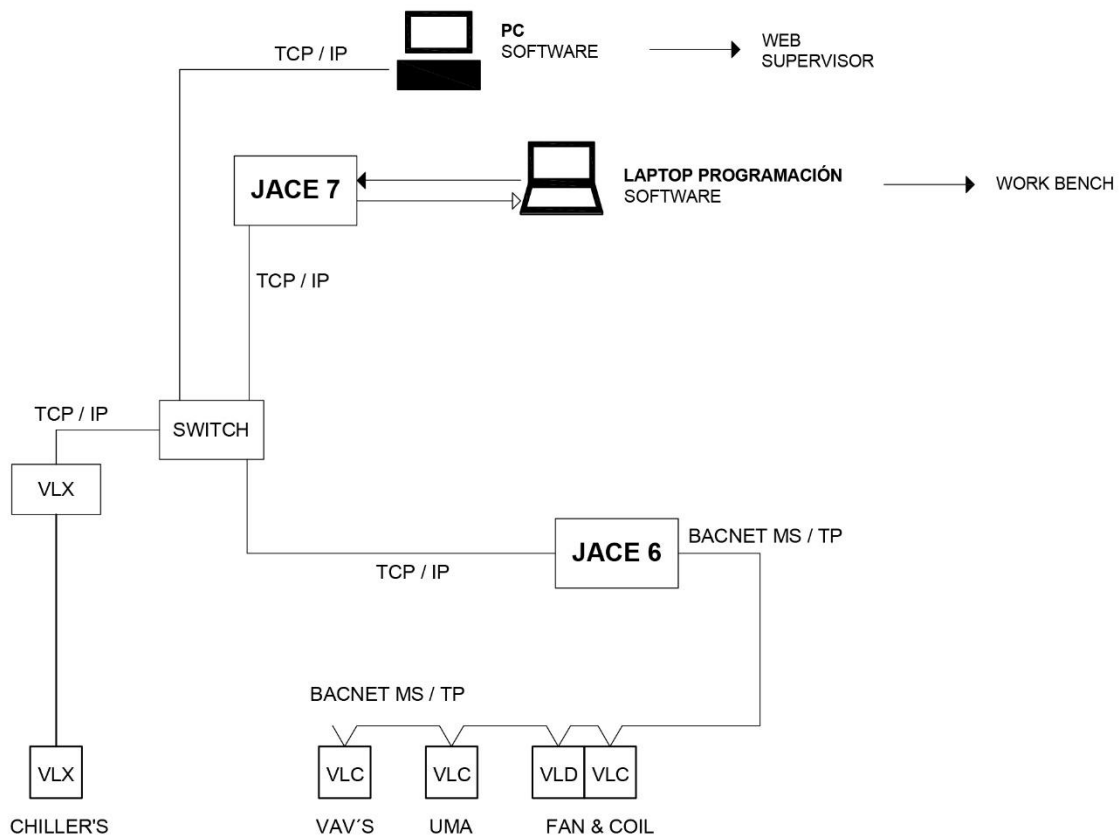 TCP / IP
PC
SOFTWARE
WEB
SUPERVISOR
JACE 7
LAPTOP PROGRAMACIÓN
SOFTWARE
WORK BENCH
TCP / IP
TCP / IP
SWITCH
VLX
JACE 6
BACNET MS / TP
TCP / IP
BACNET MS / TP
VLX
VLC
VLC
VLD
VLC
CHILLER'S
VAV´S
UMA
FAN & COIL